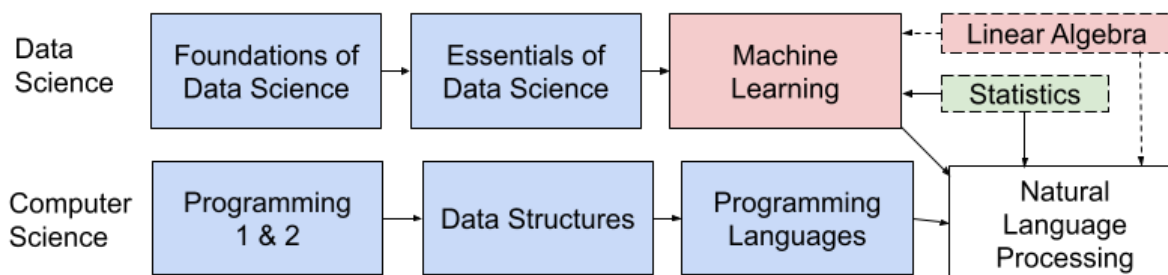 Data
Science
Foundations of
Data Science
Essentials of
Data Science
Machine
Learning
Linear Algebra
Statistics
Computer
Science
Programming
1 & 2
Data Structures
Programming
Languages
Natural
Language
Processing